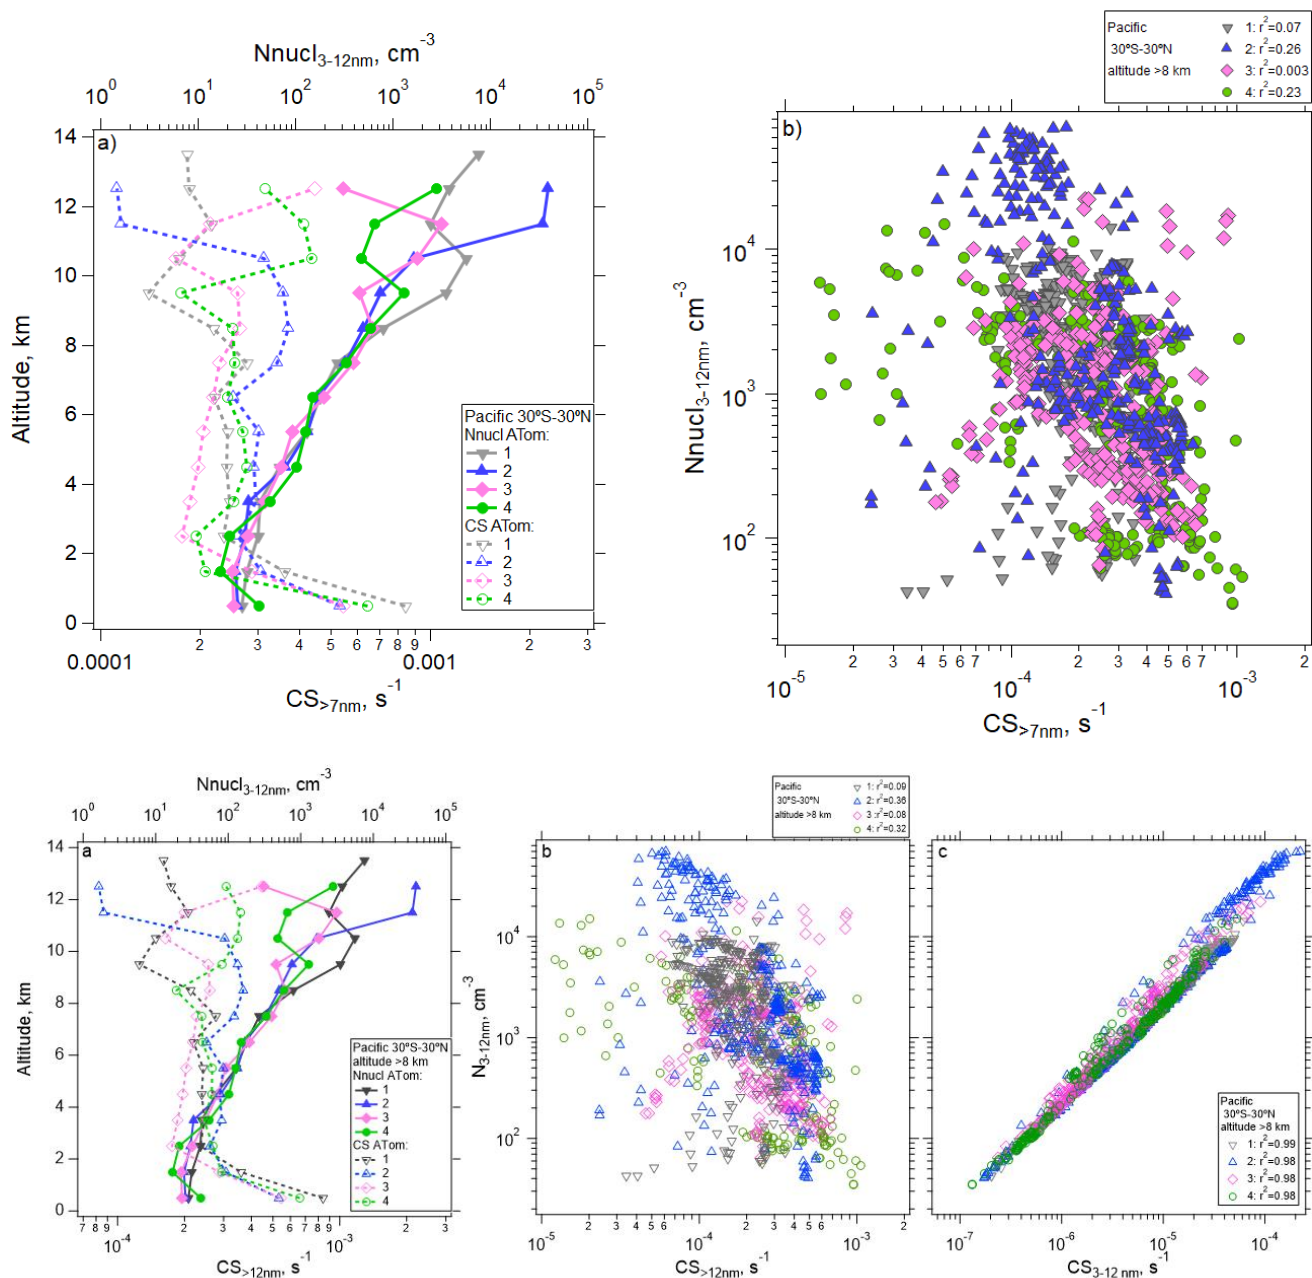 Nnucl3-12nm, cm-3
10^0 10^1 10^2 10^3 10^4 10^5
a)
14
12
10
8
6
4
2
0
Altitude, km
Pacific 30ºS-30ºN
Nnucl ATom:
1
2
3
4
CS ATom:
1
2
3
4
0.0001 2 3 4 5 6 7 8 9 0.001 2 3
CS>7nm, s-1
Pacific
30ºS-30ºN
altitude >8 km
1: r2=0.07
2: r2=0.26
3: r2=0.003
4: r2=0.23
b)
10^4
10^3
10^2
Nnucl3-12nm, cm-3
10^-5 2 3 4 5 6 7 10^-4 2 3 4 5 6 7 10^-3 2
CS>7nm, s-1
Nnucl3-12nm, cm-3
10^0 10^1 10^2 10^3 10^4 10^5
a
14
12
10
8
6
4
2
0
Altitude, km
Pacific 30ºS-30ºN
altitude >8 km
Nnucl ATom:
1
2
3
4
CS ATom:
1
2
3
4
7 8 9 10^-4 2 3 4 5 6 7 8 9 10^-3 2 3
CS>12nm, s-1
Pacific
30ºS-30ºN
altitude >8 km
1: r2=0.09
2: r2=0.36
3 :r2=0.08
4: r2=0.32
b
10^4
10^3
10^2
N3-12nm, cm-3
10^-5 2 3 4 5 6 10^-4 2 3 4 5 6 10^-3 2
CS>12nm, s-1
c
Pacific
30ºS-30ºN
altitude >8 km
1: r2=0.99
2: r2=0.98
3: r2=0.98
4: r2=0.98
10^-7 10^-6 10^-5 10^-4
CS3-12 nm, s-1